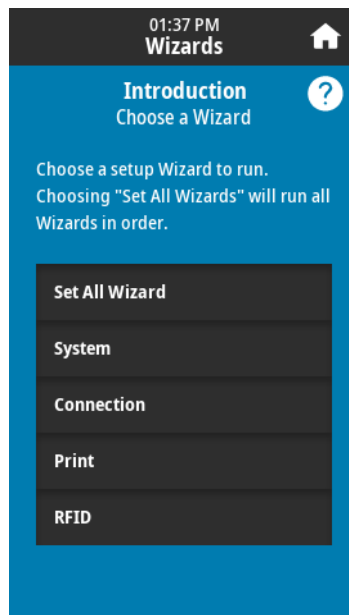 01:37 PM
Wizards
Introduction
?
Choose a Wizard
Choose a setup Wizard to run.
Choosing "Set All Wizards" will run all
Wizards in order.
Set All Wizard
System
Connection
Print
RFID